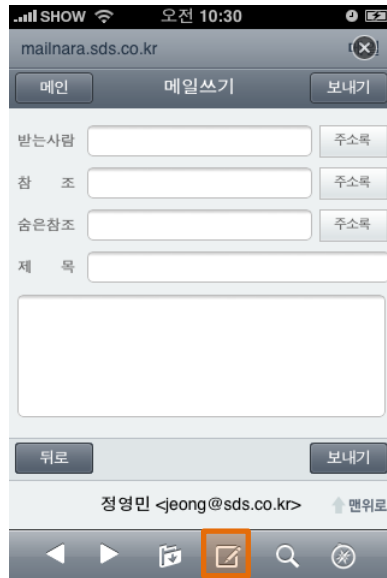 SHOW 오전 10:30
mailnara.sds.co.kr
메인 메일쓰기 보내기
받는사람 주소록
참 조 주소록
숨은참조 주소록
제 목
뒤로 보내기
정영민 <jeong@sds.co.kr> 맨위로